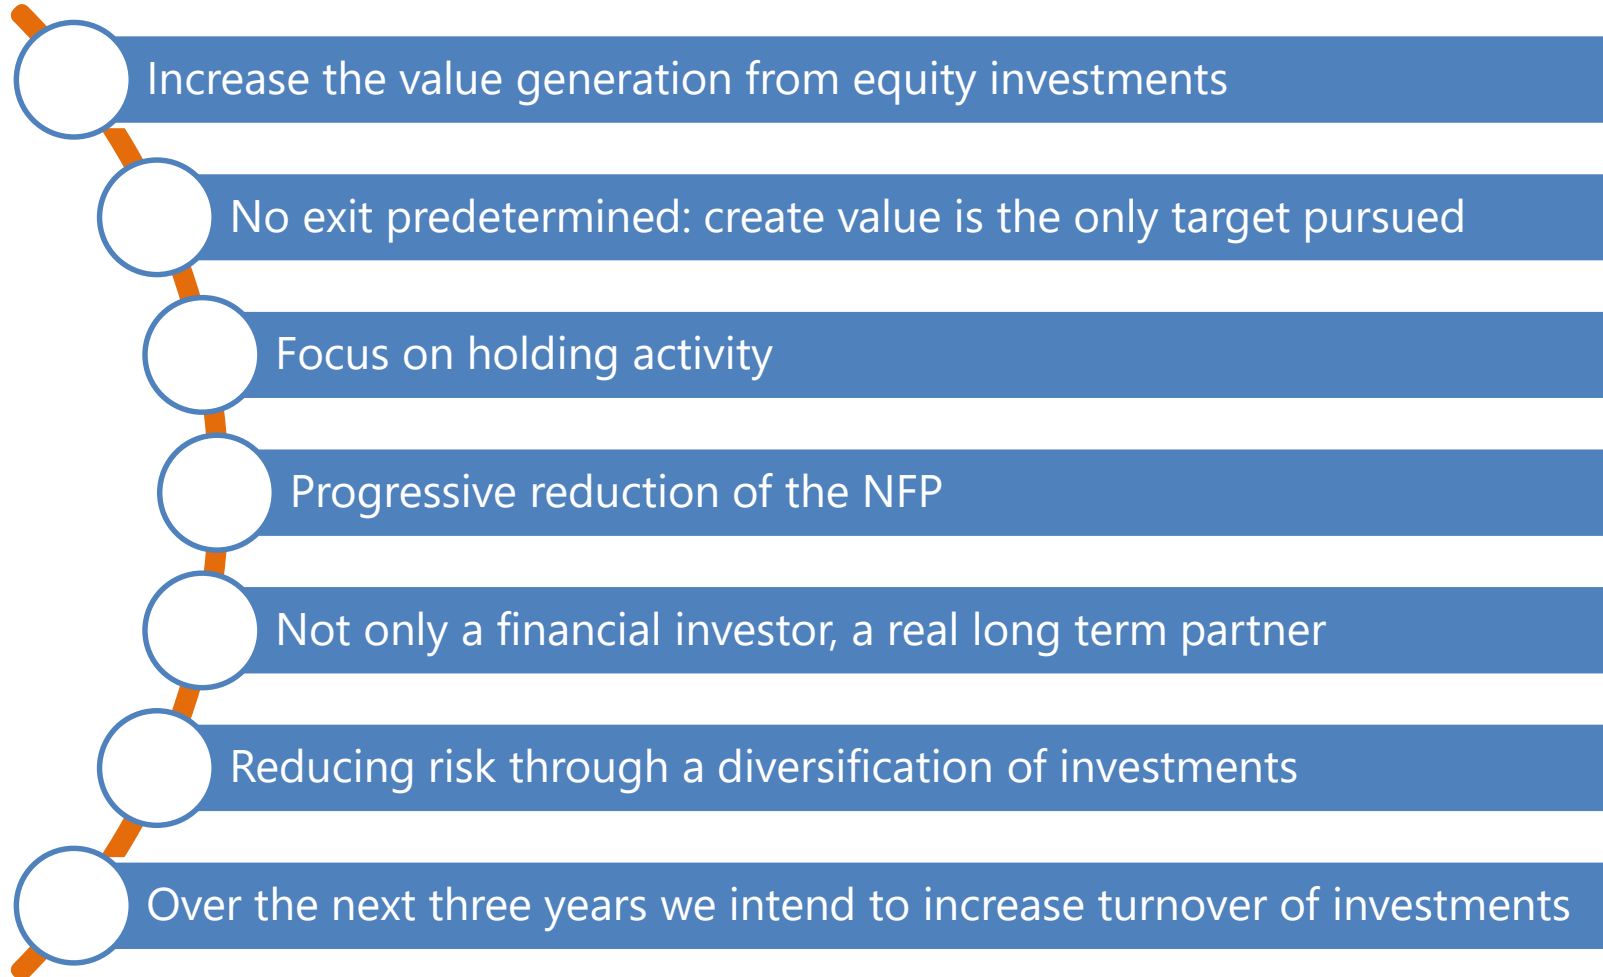 Increase the value generation from equity investments
No exit predetermined: create value is the only target pursued
Focus on holding activity
Progressive reduction of the NFP
Not only a financial investor, a real long term partner
Reducing risk through a diversification of investments
Over the next three years we intend to increase turnover of investments